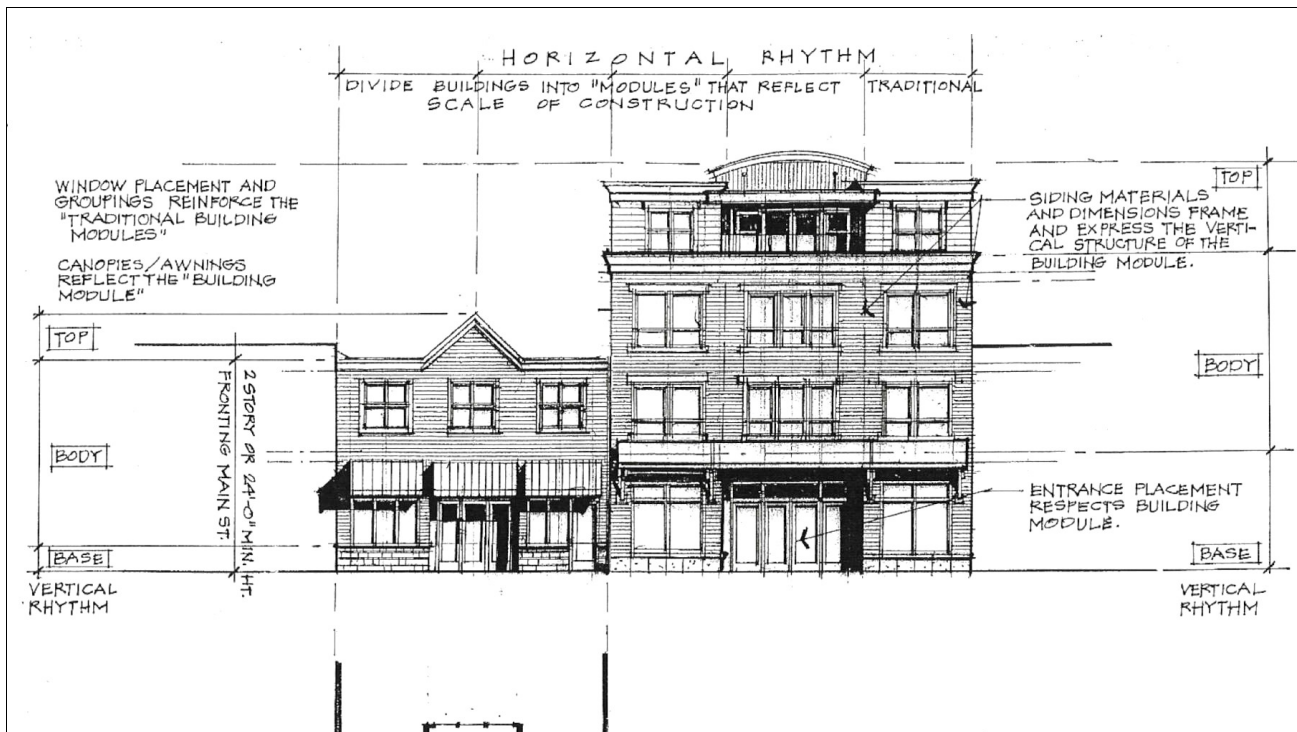 HORIZONTAL RHYTHM
DIVIDE BUILDINGS INTO "MODULES" THAT REFLECT TRADITIONAL
SCALE OF CONSTRUCTION
WINDOW PLACEMENT AND
GROUPINGS REINFORCE THE
"TRADITIONAL BUILDING
MODULES"
CANOPIES/AWNINGS
REFLECT THE "BUILDING
MODULE"
TOP
BODY
BASE
VERTICAL
RHYTHM
2 STORY OR 24'-0" MIN. HT.
FRONTING MAIN ST.
TOP
SIDING MATERIALS
AND DIMENSIONS FRAME
AND EXPRESS THE VERTI-
CAL STRUCTURE OF THE
BUILDING MODULE.
BODY
ENTRANCE PLACEMENT
RESPECTS BUILDING
MODULE.
BASE
VERTICAL
RHYTHM